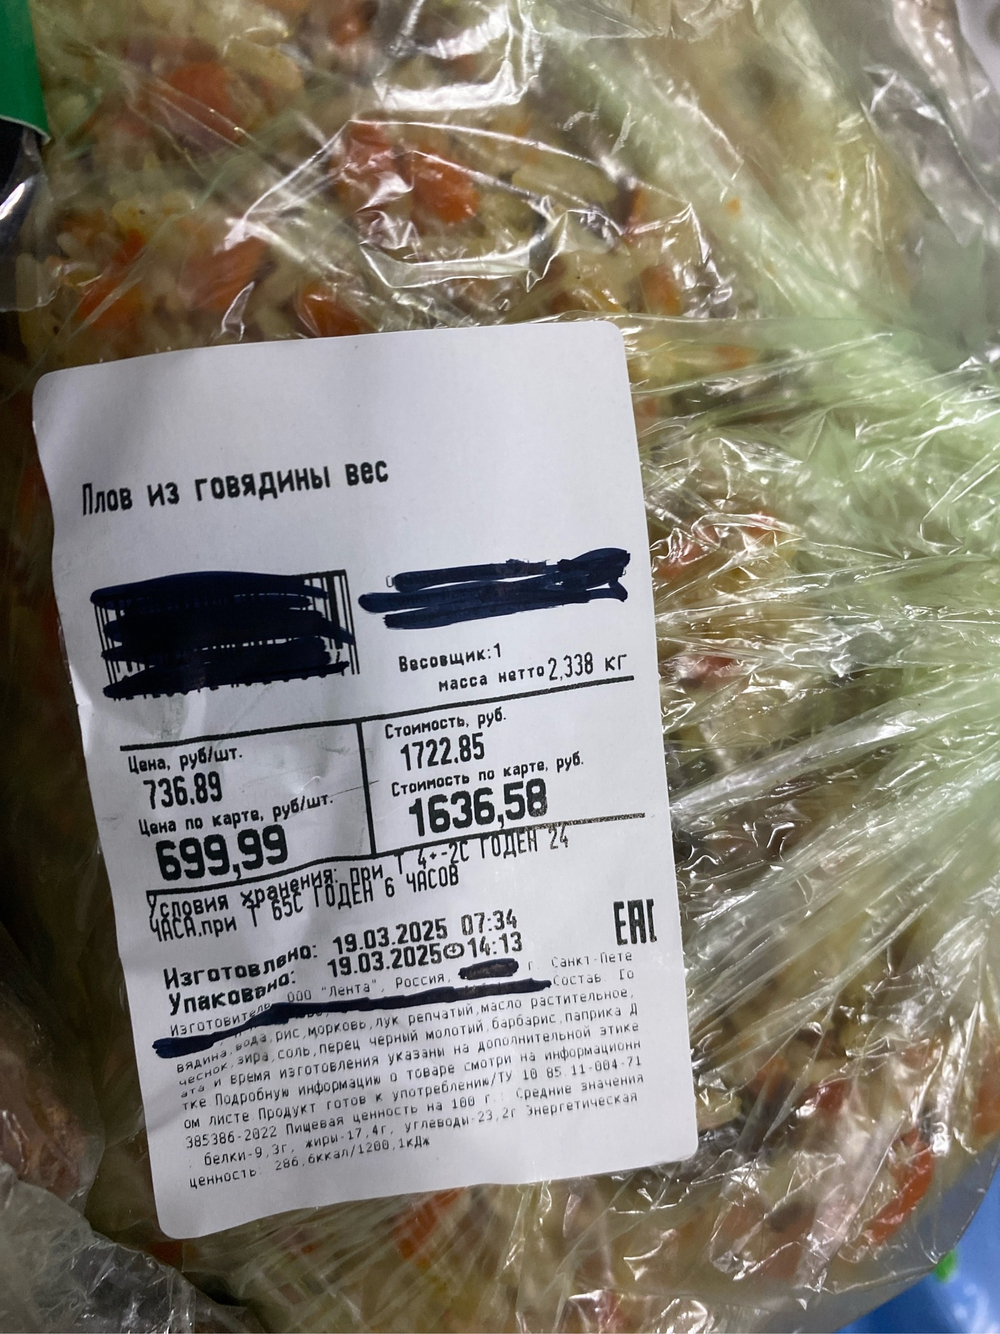 Плов из говядины вес
Весовщик:1
масса нетто 2,338 кг
Цена, руб/шт.
736.89
Цена по карте, руб/шт.
699,99
Стоимость, руб.
1722.85
Стоимость по карте, руб.
1636,58
Условия хранения: при Т 4+-2С ГОДЕН 24
ЧАСА,при Т 65С ГОДЕН 6 ЧАСОВ
EAC
Изготовлено: 19.03.2025 07:34
Упаковано: 19.03.2025 14:13
Изготовитель ООО "Лента", Россия, г Санкт-Пете
Состав: Го
вядина,вода,рис,морковь,лук репчатый,масло растительное,
чеснок,зира,соль,перец черный молотый,барбарис,паприка Д
ата и время изготовления указаны на дополнительной этике
тке Подробную информацию о товаре смотри на информационн
ом листе Продукт готов к употреблению/ТУ 10.85.11-004-71
385386-2022 Пищевая ценность на 100 г.: Средние значения
: белки-9,3г, жиры-17,4г, углеводы-23,2г Энергетическая
ценность: 286,6ккал/1200,1кДж